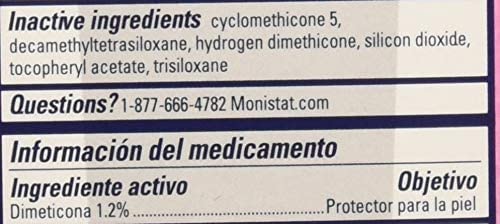 Inactive ingredients cyclomethicone 5,
decamethyltetrasiloxane, hydrogen dimethicone, silicon dioxide,
tocopheryl acetate, trisiloxane
Questions? 1-877-666-4782 Monistat.com
Información del medicamento
Ingrediente activo Objetivo
Dimeticona 1.2%..............................Protector para la piel